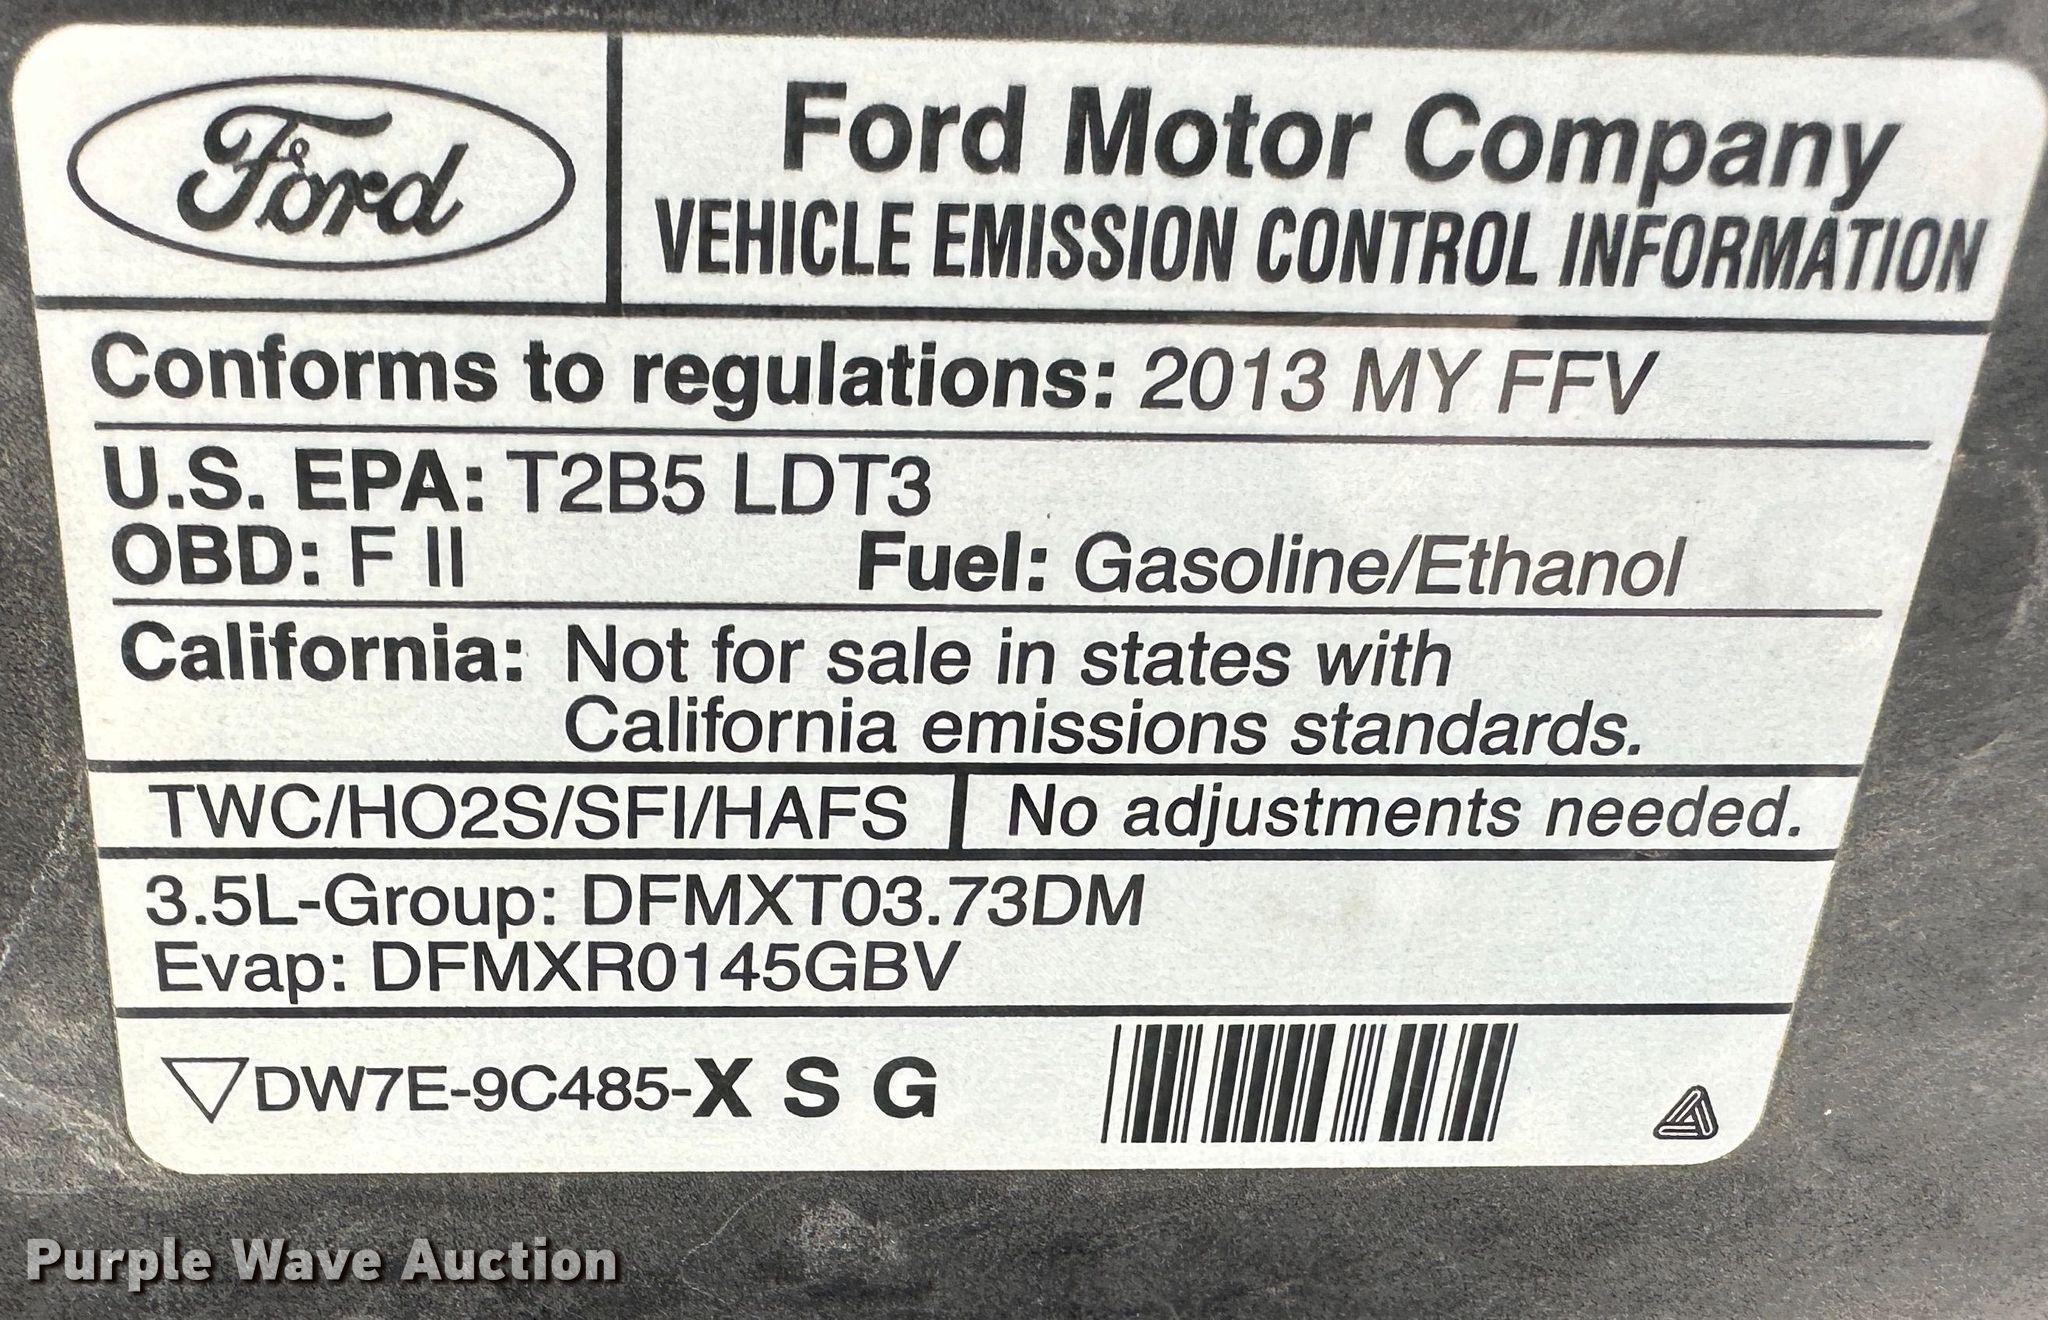 Ford
Ford Motor Company
VEHICLE EMISSION CONTROL INFORMATION
Conforms to regulations: 2013 MY FFV
U.S. EPA: T2B5 LDT3
OBD: F II Fuel: Gasoline/Ethanol
California: Not for sale in states with
California emissions standards.
TWC/HO2S/SFI/HAFS No adjustments needed.
3.5L-Group: DFMXT03.73DM
Evap: DFMXR0145GBV
DW7E-9C485-X S G
Purple Wave Auction